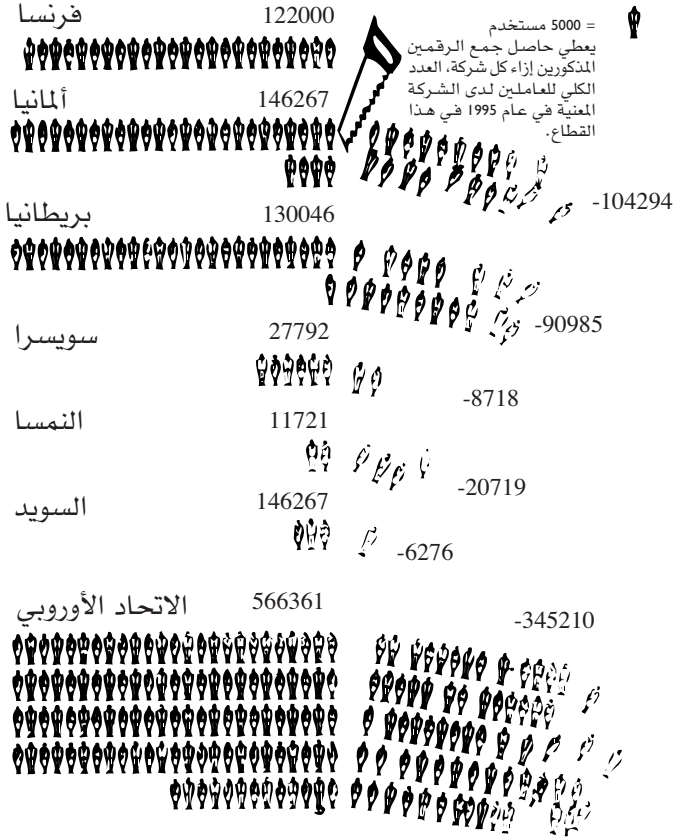 = 5000 مستخدم
يعطي حاصل جمع الرقمين
المذكورين إزاء كل شركة، العدد
الكلي للعاملين لدى الشركة
المعنية في عام 1995 في هذا
القطاع.
فرنسا 122000
ألمانيا 146267
-104294
بريطانيا 130046
-90985
سويسرا 27792
-8718
النمسا 11721
-20719
السويد 146267
-6276
الاتحاد الأوروبي 566361
-345210